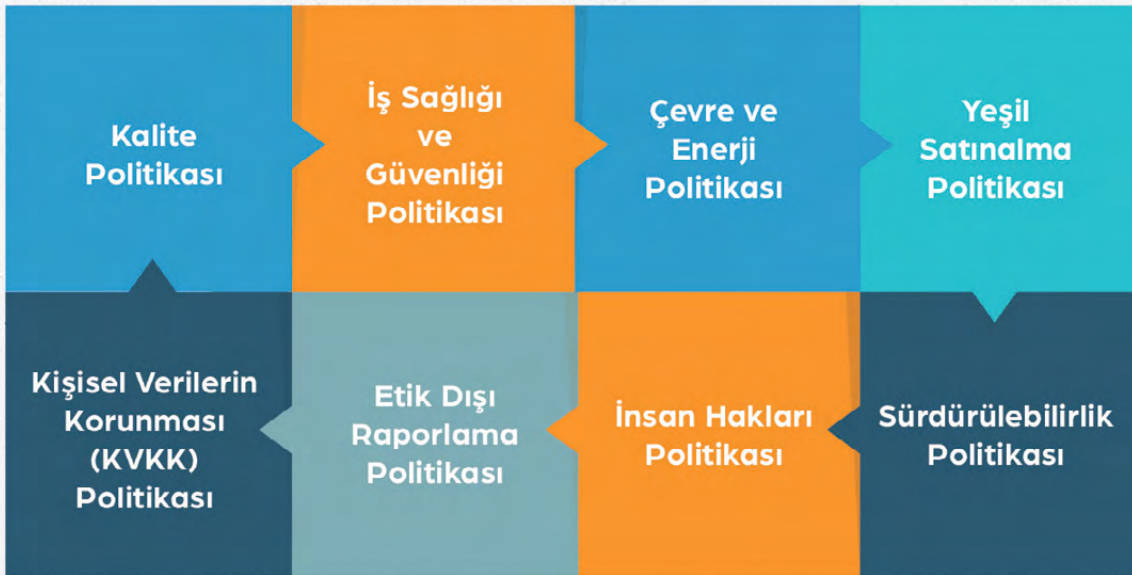 Kalite
Politikası
İş Sağlığı
ve
Güvenliği
Politikası
Çevre ve
Enerji
Politikası
Yeşil
Satınalma
Politikası
Kişisel Verilerin
Korunması
(KVKK)
Politikası
Etik Dışı
Raporlama
Politikası
İnsan Hakları
Politikası
Sürdürülebilirlik
Politikası